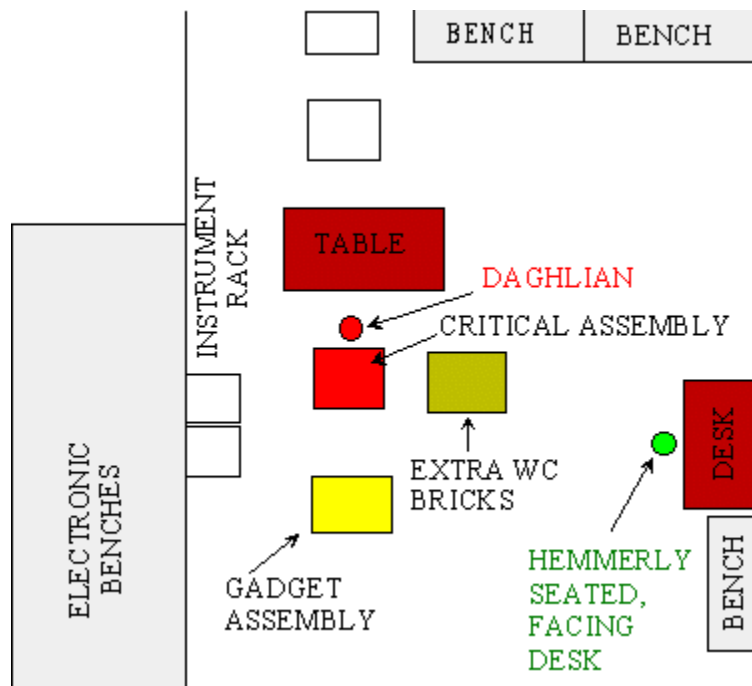 BENCH
BENCH
INSTRUMENT
RACK
TABLE
DAGHLIAN
CRITICAL ASSEMBLY
EXTRA WC
BRICKS
DESK
ELECTRONIC
BENCHES
GADGET
ASSEMBLY
HEMMERLY
SEATED,
FACING
DESK
BENCH